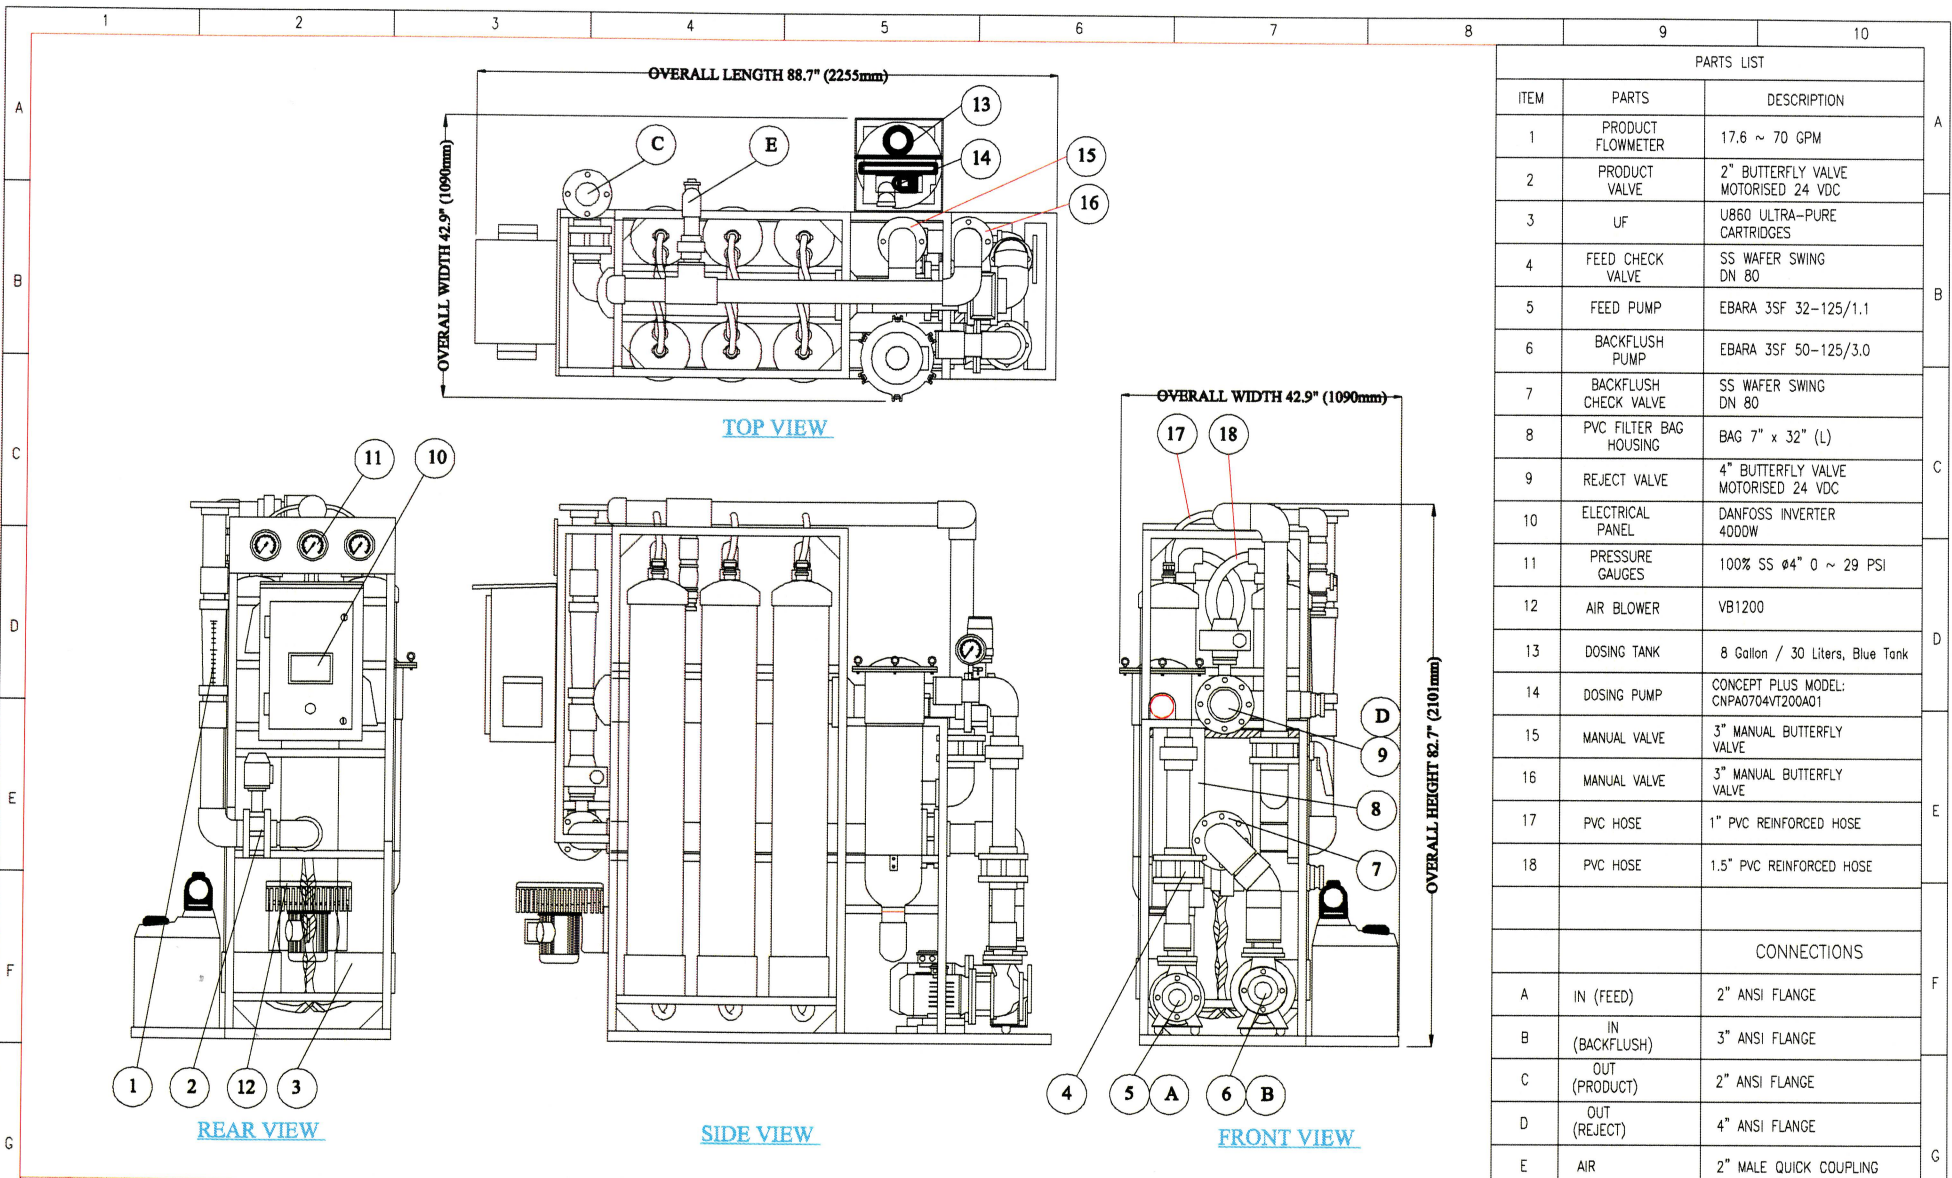 1 2 3 4 5 6 7 8 9 10
A
B
C
D
E
F
G
OVERALL LENGTH 88.7" (2255mm)
OVERALL WIDTH 42.9" (1090mm)
C
E
13
14
15
16
TOP VIEW
11
10
1
2
12
3
REAR VIEW
SIDE VIEW
OVERALL WIDTH 42.9" (1090mm)
17
18
OVERALL HEIGHT 82.7" (2101mm)
D
9
8
7
4
5
A
6
B
FRONT VIEW
PARTS LIST
ITEM PARTS DESCRIPTION
1 PRODUCT FLOWMETER 17.6 ~ 70 GPM
2 PRODUCT VALVE 2" BUTTERFLY VALVE MOTORISED 24 VDC
3 UF U860 ULTRA-PURE CARTRIDGES
4 FEED CHECK VALVE SS WAFER SWING DN 80
5 FEED PUMP EBARA 3SF 32-125/1.1
6 BACKFLUSH PUMP EBARA 3SF 50-125/3.0
7 BACKFLUSH CHECK VALVE SS WAFER SWING DN 80
8 PVC FILTER BAG HOUSING BAG 7" x 32" (L)
9 REJECT VALVE 4" BUTTERFLY VALVE MOTORISED 24 VDC
10 ELECTRICAL PANEL DANFOSS INVERTER 4000W
11 PRESSURE GAUGES 100% SS ø4" 0 ~ 29 PSI
12 AIR BLOWER VB1200
13 DOSING TANK 8 Gallon / 30 Liters, Blue Tank
14 DOSING PUMP CONCEPT PLUS MODEL: CNPA0704VT200A01
15 MANUAL VALVE 3" MANUAL BUTTERFLY VALVE
16 MANUAL VALVE 3" MANUAL BUTTERFLY VALVE
17 PVC HOSE 1" PVC REINFORCED HOSE
18 PVC HOSE 1.5" PVC REINFORCED HOSE
CONNECTIONS
A IN (FEED) 2" ANSI FLANGE
B IN (BACKFLUSH) 3" ANSI FLANGE
C OUT (PRODUCT) 2" ANSI FLANGE
D OUT (REJECT) 4" ANSI FLANGE
E AIR 2" MALE QUICK COUPLING
A
B
C
D
E
F
G